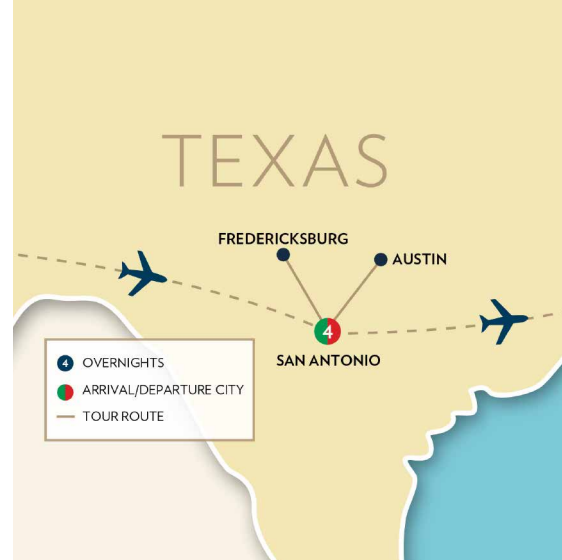 TEXAS
FREDERICKSBURG
AUSTIN
4
SAN ANTONIO
4 OVERNIGHTS
ARRIVAL/DEPARTURE CITY
TOUR ROUTE